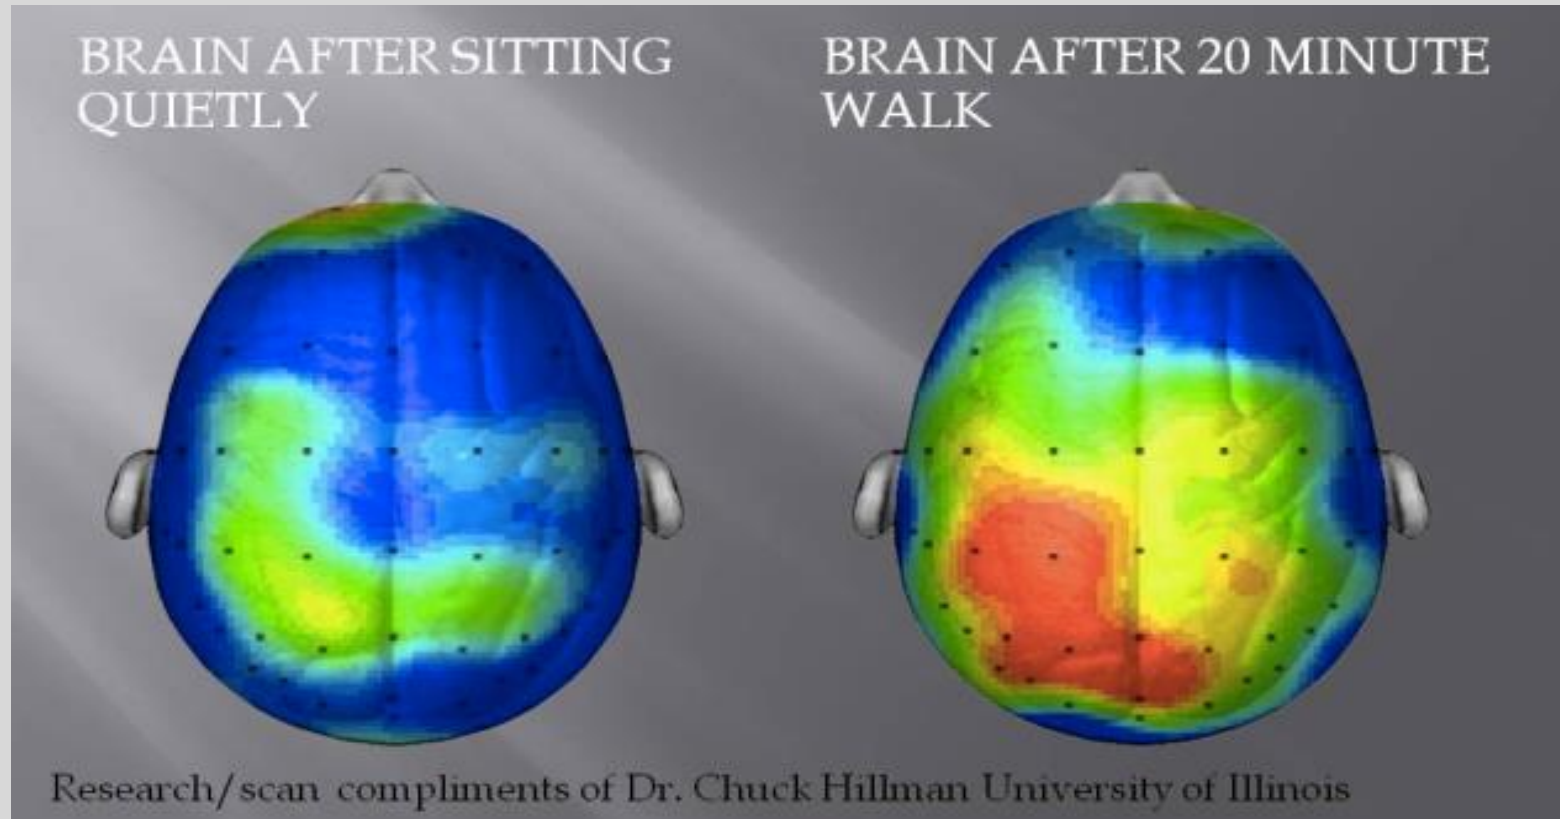 BRAIN AFTER SITTING
QUIETLY
BRAIN AFTER 20 MINUTE
WALK
Research/scan compliments of Dr. Chuck Hillman University of Illinois